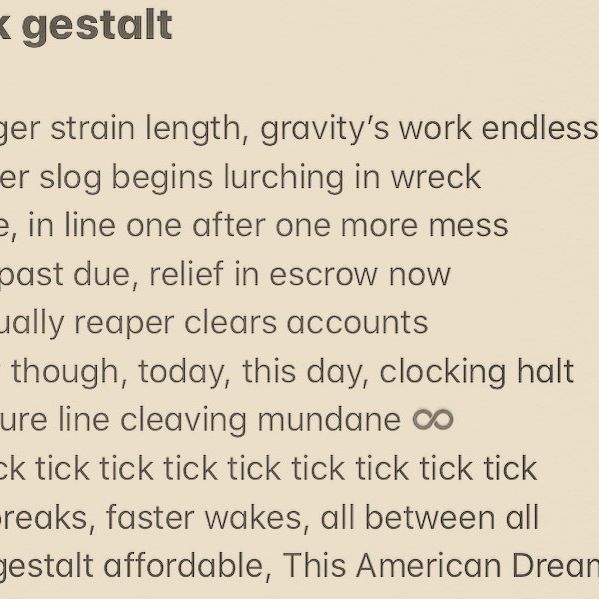 k gestalt
ger strain length, gravity’s work endless
er slog begins lurching in wreck
e, in line one after one more mess
past due, relief in escrow now
ually reaper clears accounts
though, today, this day, clocking halt
ure line cleaving mundane ♾️
ck tick tick tick tick tick tick tick tick
breaks, faster wakes, all between all
gestalt affordable, This American Dream